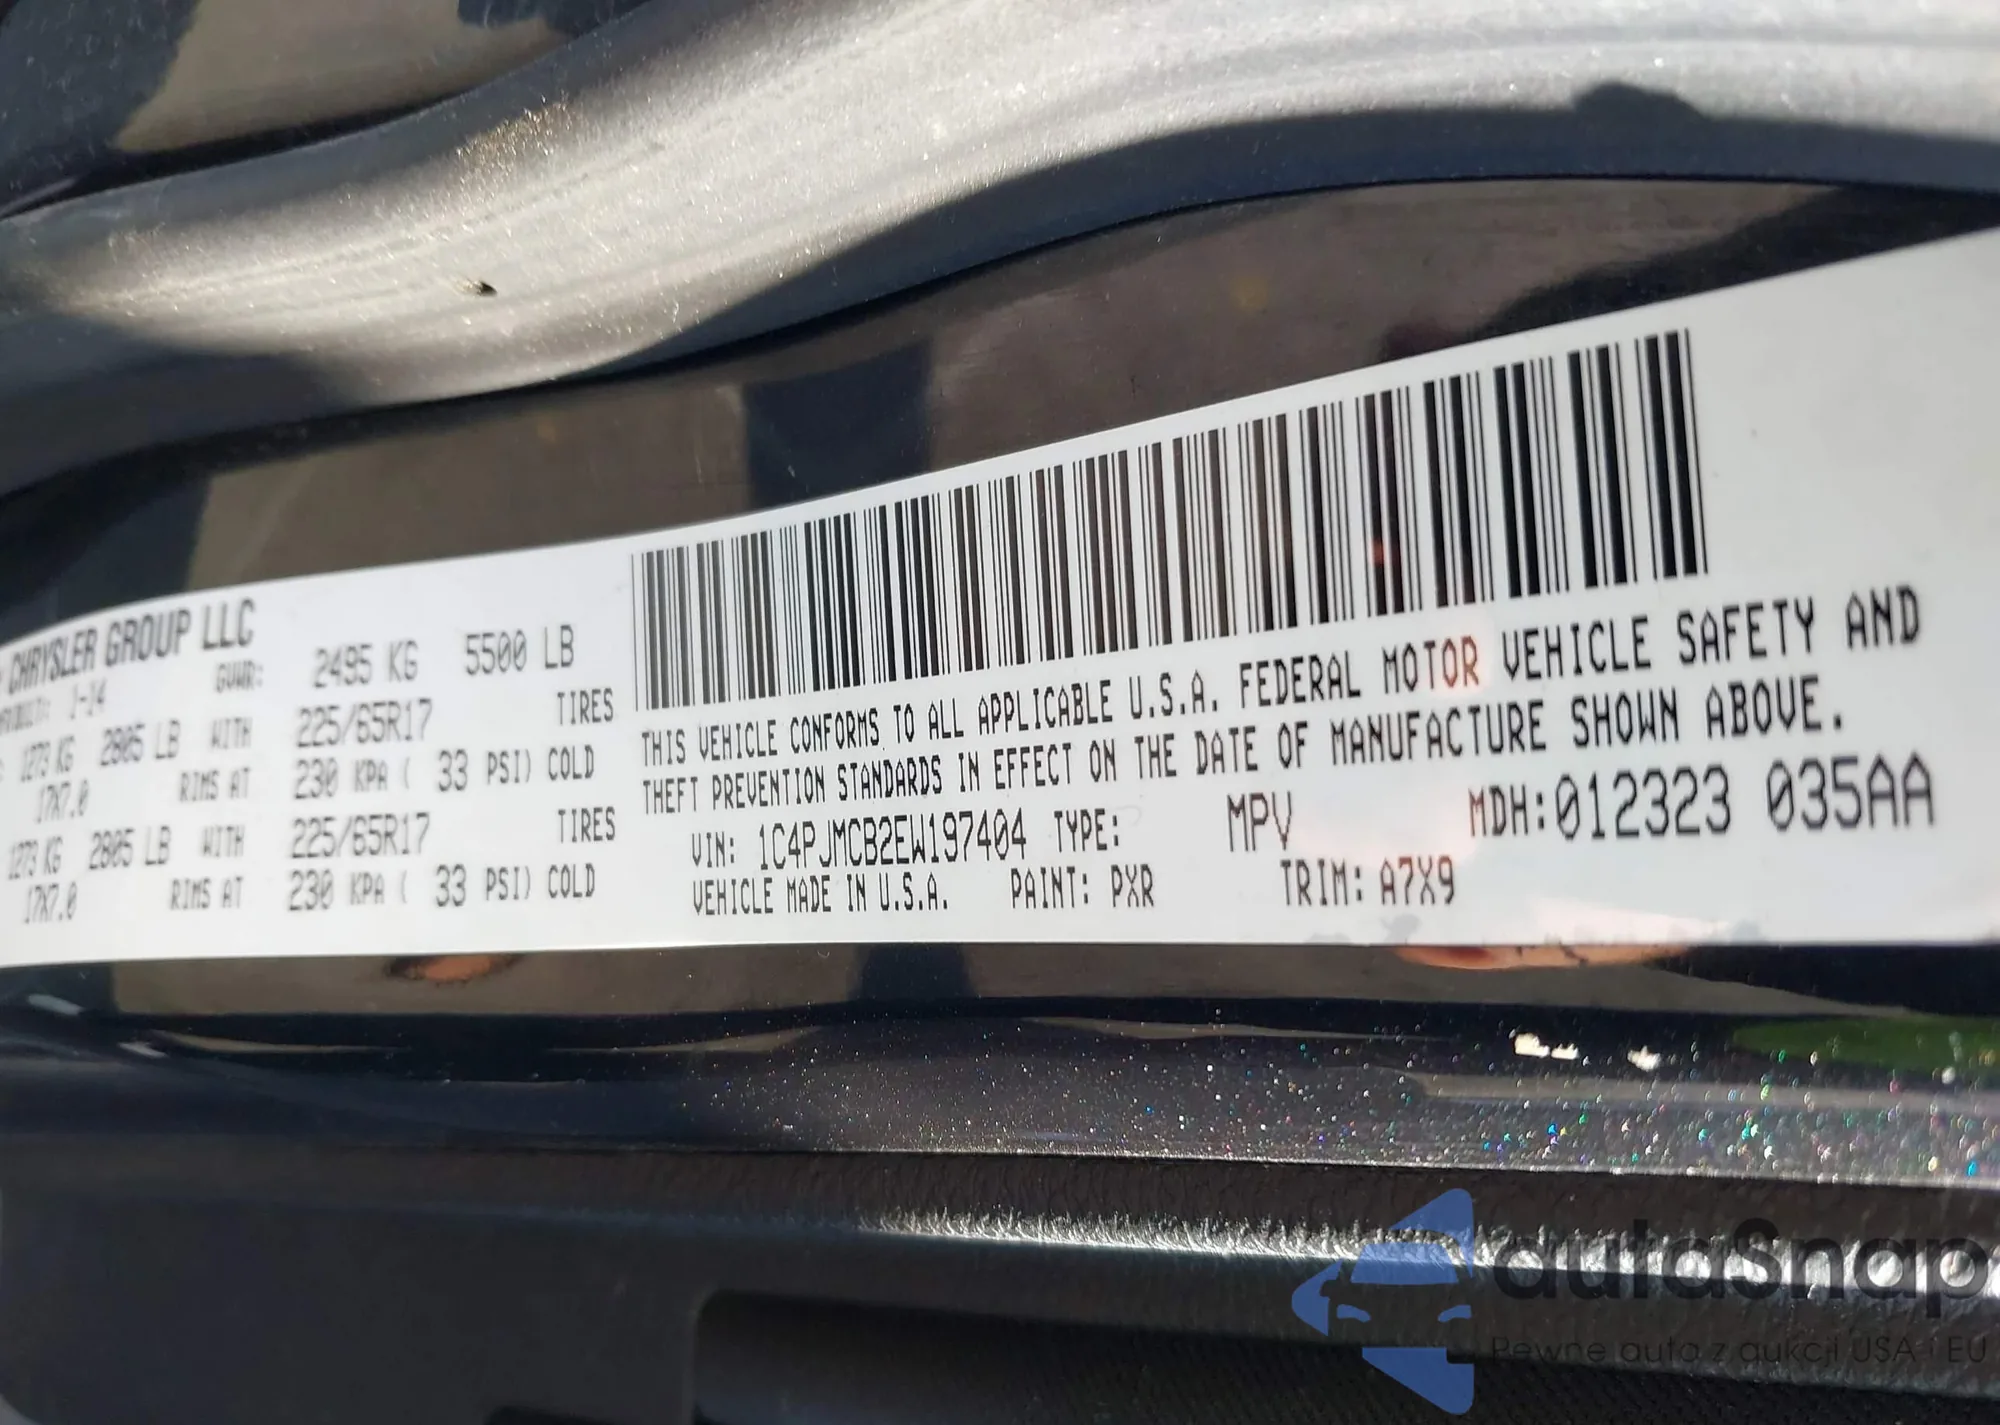 CHRYSLER GROUP LLC
1-14 GVWR: 2495 KG 5500 LB
1273 KG 2805 LB WITH 225/65R17 TIRES
17X7.0 RIMS AT 230 KPA ( 33 PSI) COLD
1273 KG 2805 LB WITH 225/65R17 TIRES
17X7.0 RIMS AT 230 KPA ( 33 PSI) COLD
THIS VEHICLE CONFORMS TO ALL APPLICABLE U.S.A. FEDERAL MOTOR VEHICLE SAFETY AND
THEFT PREVENTION STANDARDS IN EFFECT ON THE DATE OF MANUFACTURE SHOWN ABOVE.
VIN: 1C4PJMCB2EW197404 TYPE: MPV MDH:012323 035AA
VEHICLE MADE IN U.S.A. PAINT: PXR TRIM: A7X9
autaSnap
Pewne auto z aukcji USA i EU